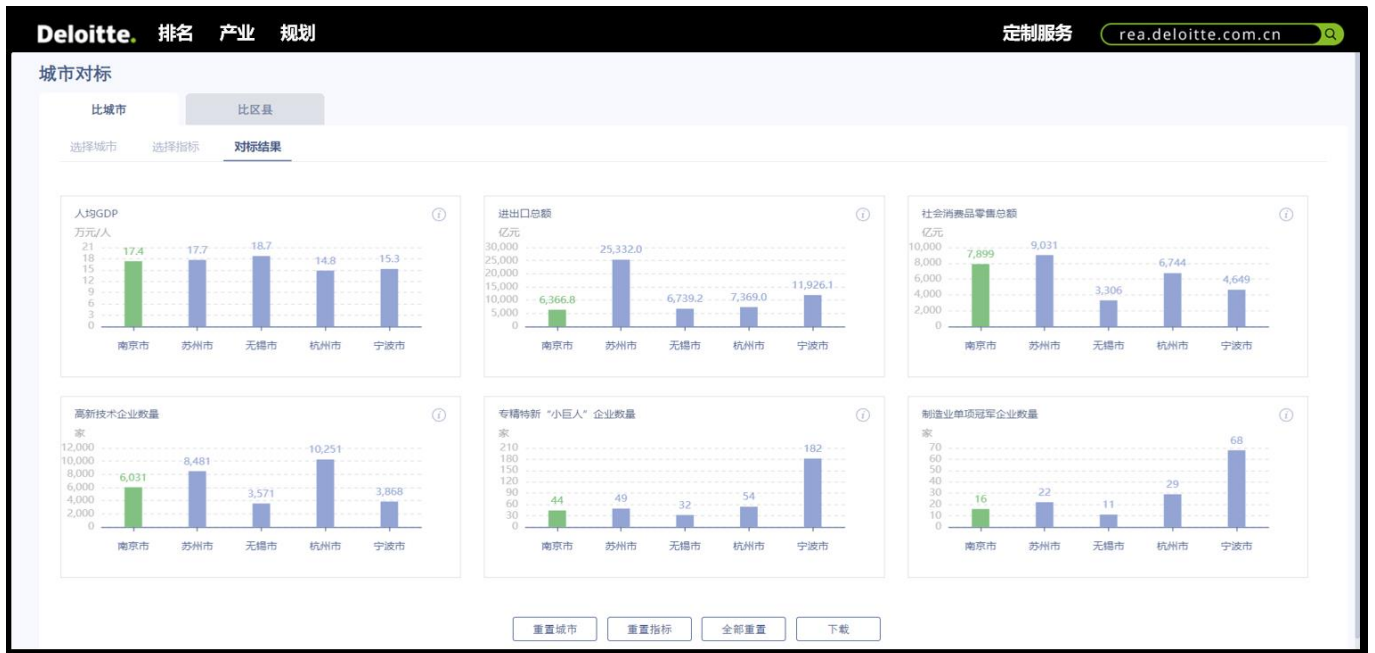 Deloitte. 排名 产业 规划 定制服务 rea.deloitte.com.cn
城市对标
比城市 比区县
选择城市 选择指标 对标结果
人均GDP
万元/人
21
18
15
12
9
6
3
0
17.4 17.7 18.7 14.8 15.3
南京市 苏州市 无锡市 杭州市 宁波市
进出口总额
亿元
30,000
25,000
20,000
15,000
10,000
5,000
0
6,366.8 25,332.0 6,739.2 7,369.0 11,926.1
南京市 苏州市 无锡市 杭州市 宁波市
社会消费品零售总额
亿元
10,000
8,000
6,000
4,000
2,000
0
7,899 9,031 3,306 6,744 4,649
南京市 苏州市 无锡市 杭州市 宁波市
高新技术企业数量
家
12,000
10,000
8,000
6,000
4,000
2,000
0
6,031 8,481 3,571 10,251 3,868
南京市 苏州市 无锡市 杭州市 宁波市
专精特新“小巨人”企业数量
家
210
180
150
120
90
60
30
0
44 49 32 54 182
南京市 苏州市 无锡市 杭州市 宁波市
制造业单项冠军企业数量
家
70
60
50
40
30
20
10
0
16 22 11 29 68
南京市 苏州市 无锡市 杭州市 宁波市
重置城市 重置指标 全部重置 下载